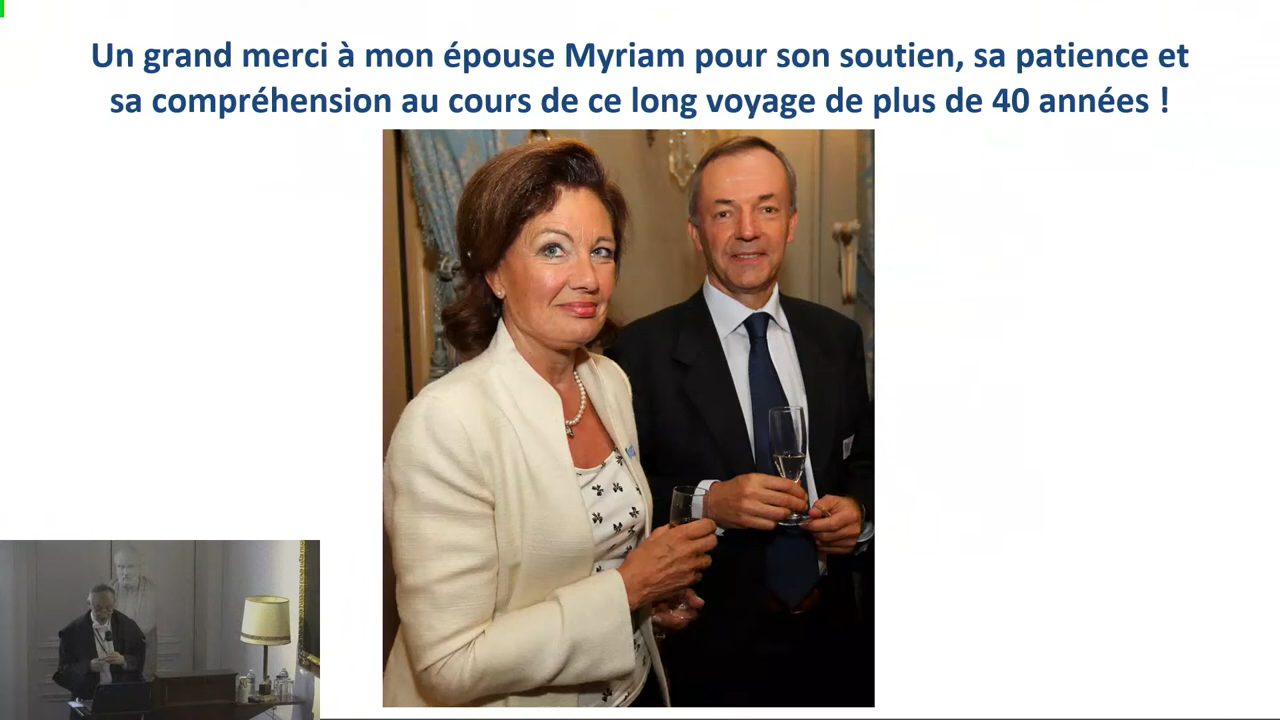 Un grand merci à mon épouse Myriam pour son soutien, sa patience et
sa compréhension au cours de ce long voyage de plus de 40 années !